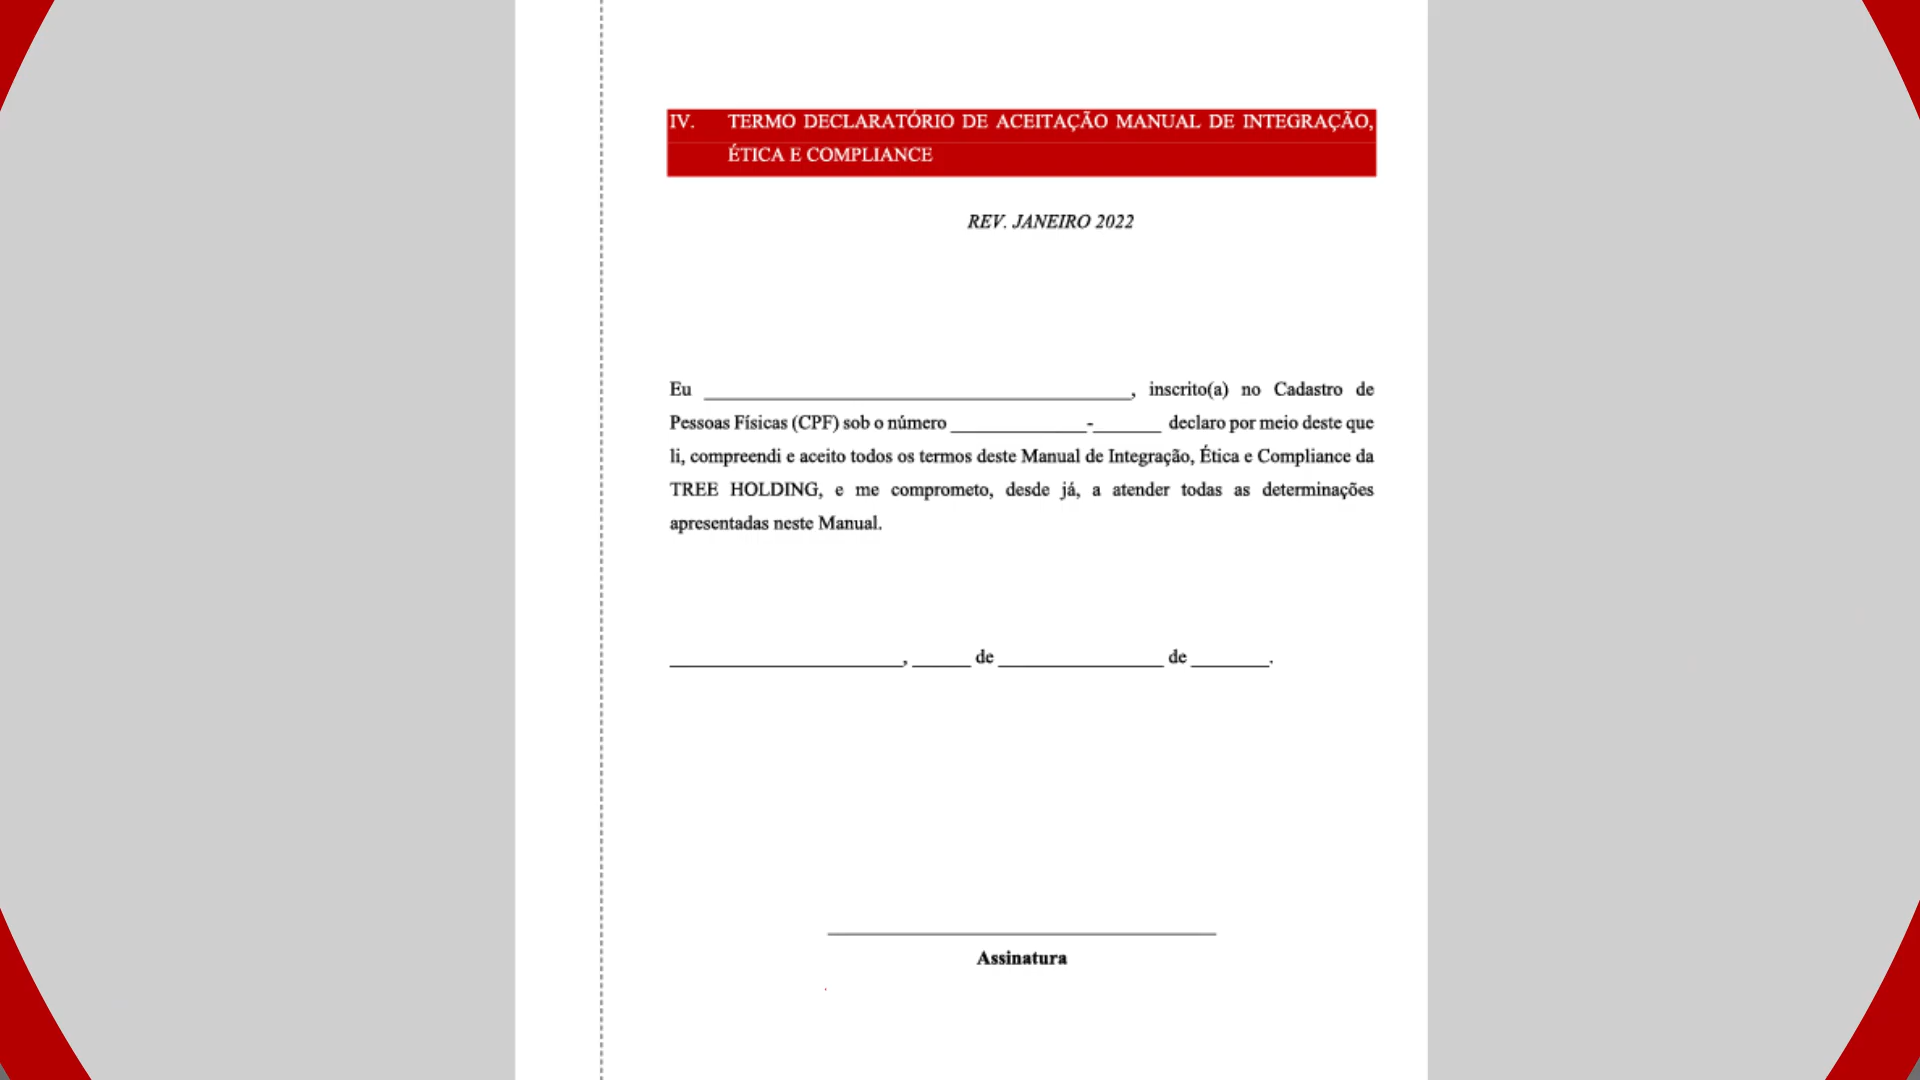 IV. TERMO DECLARATÓRIO DE ACEITAÇÃO MANUAL DE INTEGRAÇÃO,
ÉTICA E COMPLIANCE
REV. JANEIRO 2022
Eu ____________________________________________, inscrito(a) no Cadastro de
Pessoas Físicas (CPF) sob o número ______________-_______ declaro por meio deste que
li, compreendi e aceito todos os termos deste Manual de Integração, Ética e Compliance da
TREE HOLDING, e me comprometo, desde já, a atender todas as determinações
apresentadas neste Manual.
________________________, ______ de _________________ de ________.
________________________________________
Assinatura